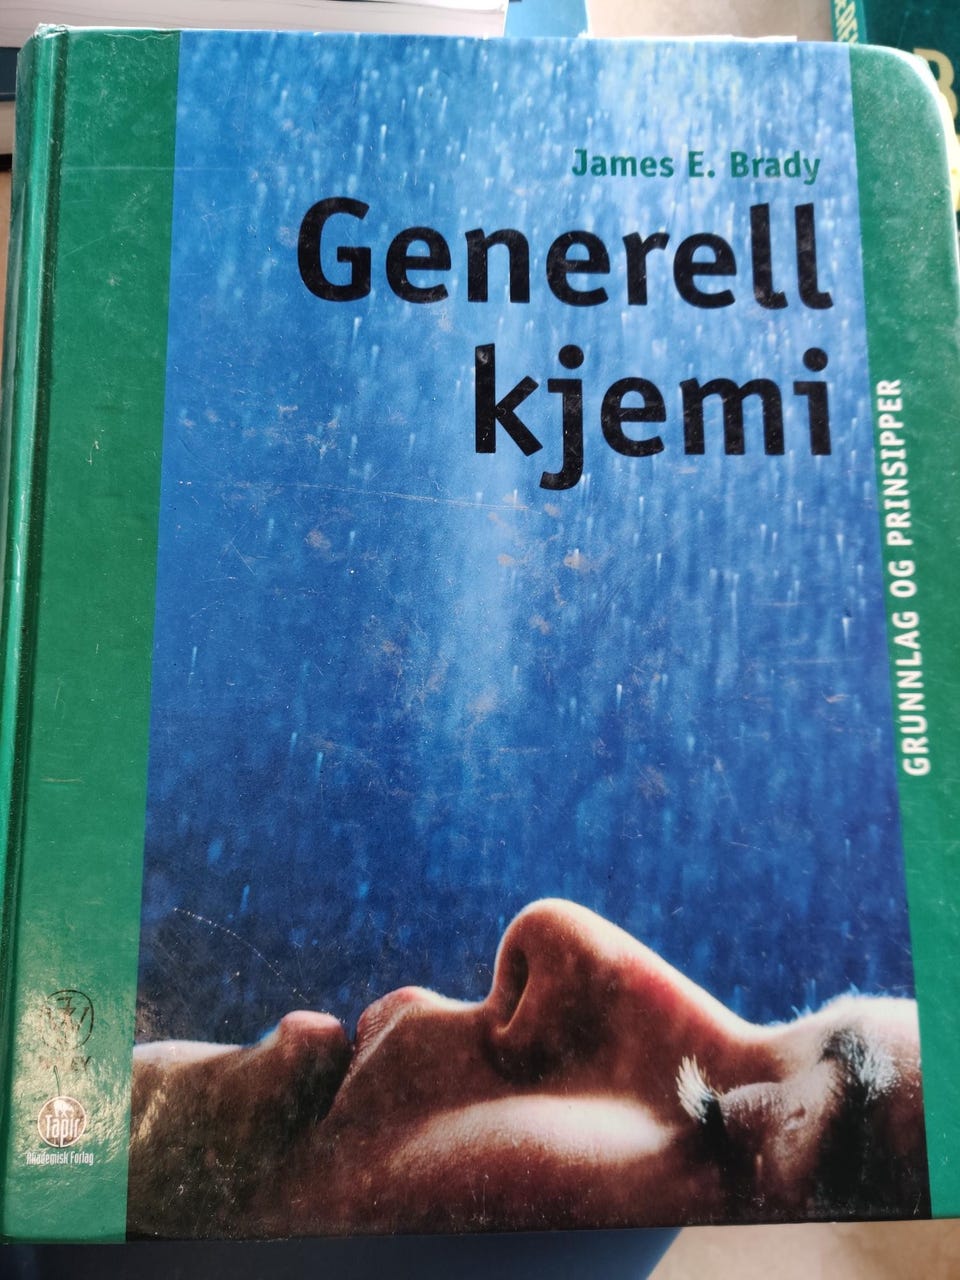 James E. Brady
Generell
kjemi
GRUNNLAG OG PRINSIPPER
Tapir
Akademisk Forlag